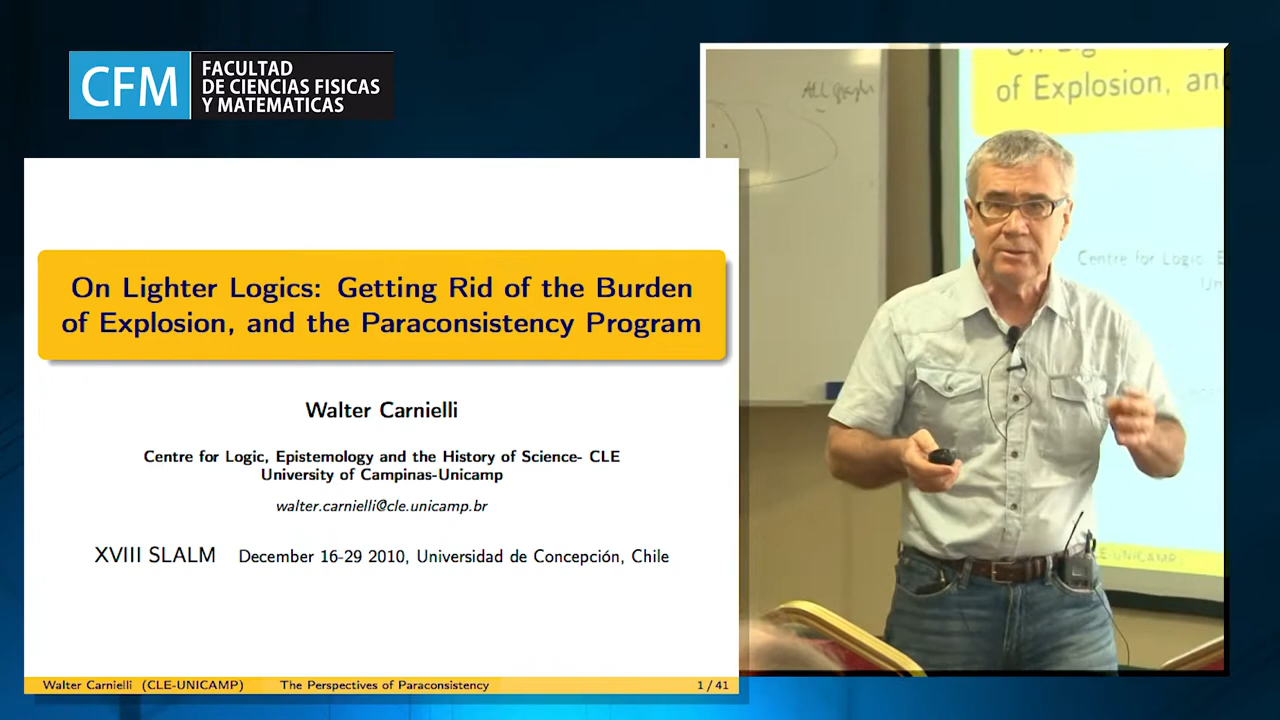 CFM
FACULTAD
DE CIENCIAS FISICAS
Y MATEMATICAS
On Lighter Logics: Getting Rid of the Burden
of Explosion, and the Paraconsistency Program
Walter Carnielli
Centre for Logic, Epistemology and the History of Science- CLE
University of Campinas-Unicamp
walter.carnielli@cle.unicamp.br
XVIII SLALM December 16-29 2010, Universidad de Concepción, Chile
Walter Carnielli (CLE-UNICAMP) The Perspectives of Paraconsistency 1 / 41
of Explosion, and
Centre for Logic, E
CLE-UNICAMP)